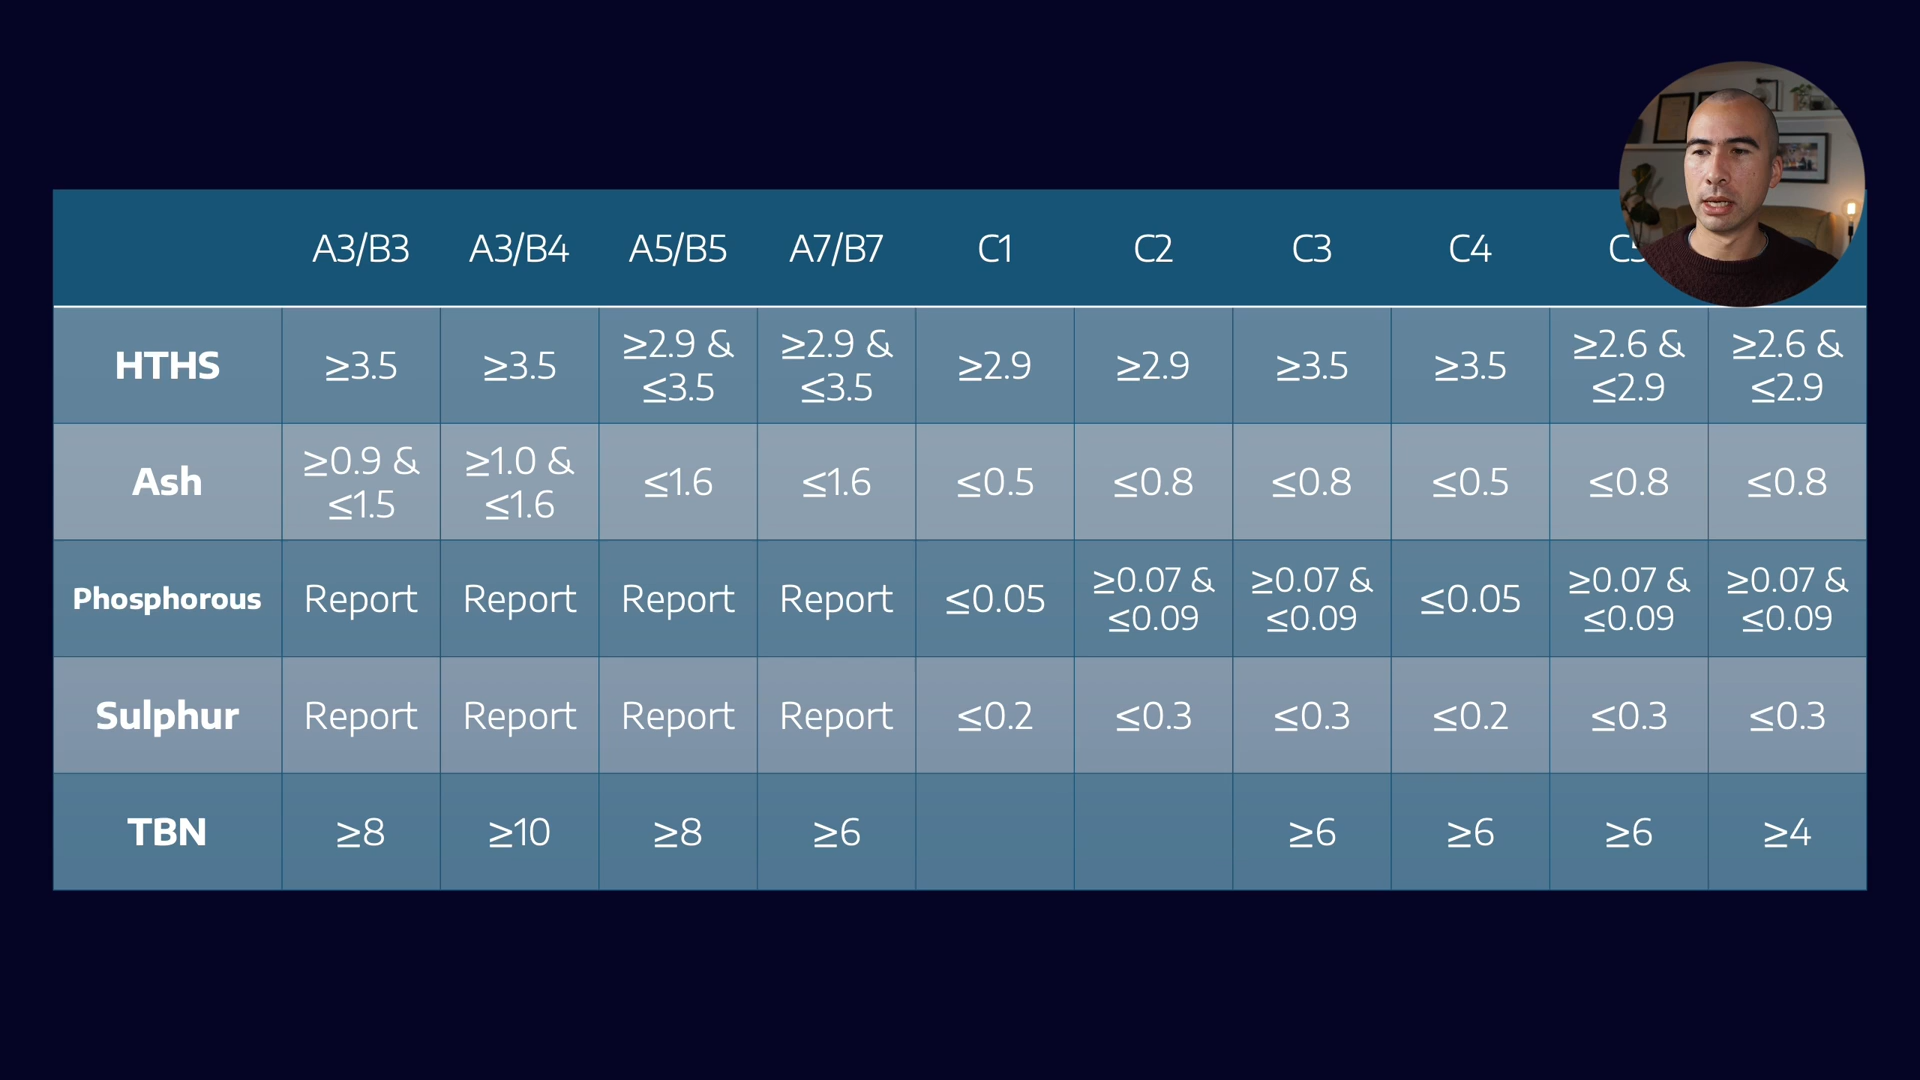 A3/B3 A3/B4 A5/B5 A7/B7 C1 C2 C3 C4 C5
HTHS ≥3.5 ≥3.5 ≥2.9 & ≤3.5 ≥2.9 & ≤3.5 ≥2.9 ≥2.9 ≥3.5 ≥3.5 ≥2.6 & ≤2.9 ≥2.6 & ≤2.9
Ash ≥0.9 & ≤1.5 ≥1.0 & ≤1.6 ≤1.6 ≤1.6 ≤0.5 ≤0.8 ≤0.8 ≤0.5 ≤0.8 ≤0.8
Phosphorous Report Report Report Report ≤0.05 ≥0.07 & ≤0.09 ≥0.07 & ≤0.09 ≤0.05 ≥0.07 & ≤0.09 ≥0.07 & ≤0.09
Sulphur Report Report Report Report ≤0.2 ≤0.3 ≤0.3 ≤0.2 ≤0.3 ≤0.3
TBN ≥8 ≥10 ≥8 ≥6 ≥6 ≥6 ≥6 ≥4